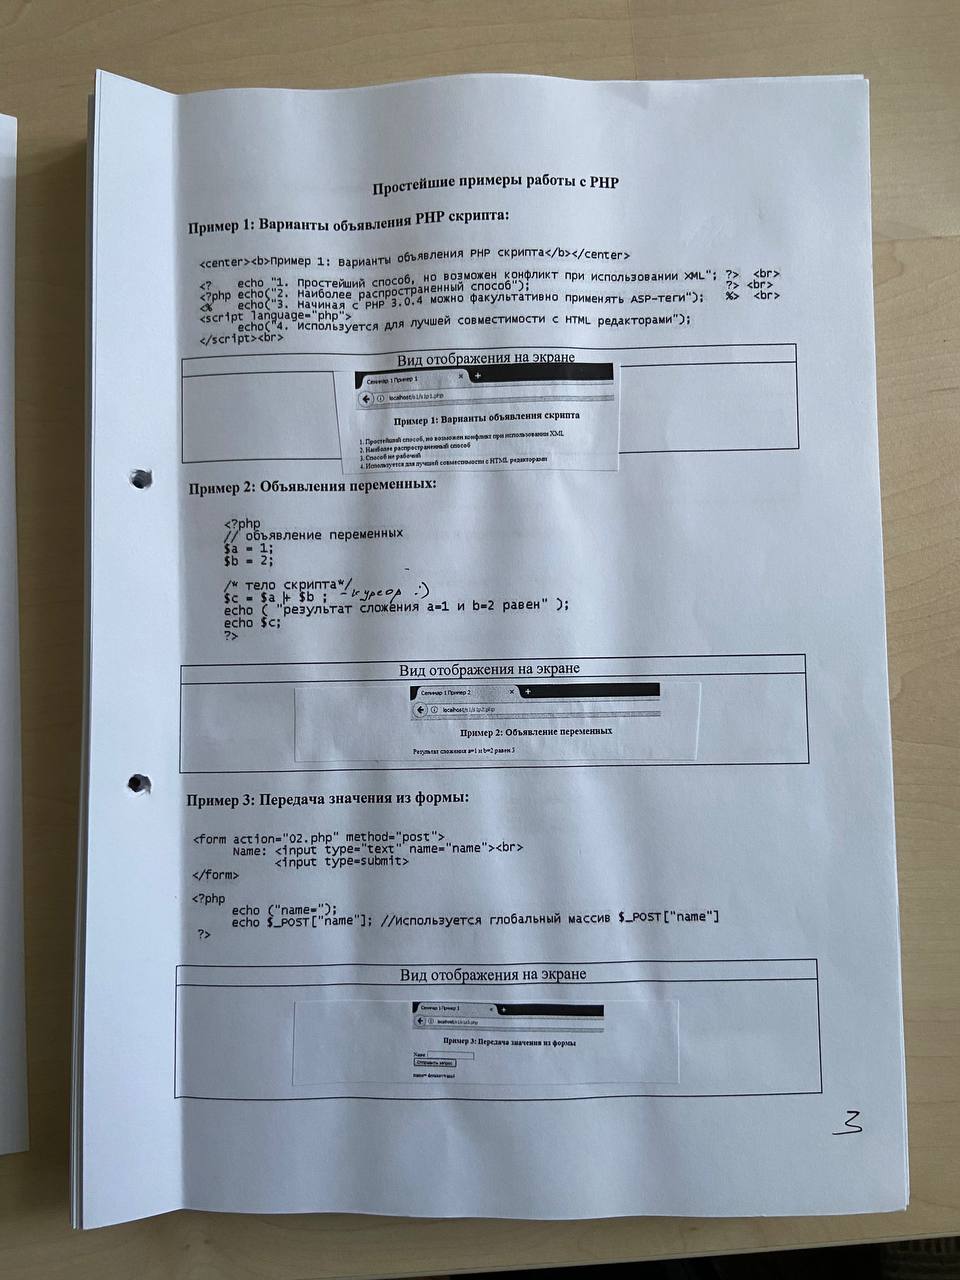 Простейшие примеры работы с PHP
Пример 1: Варианты объявления PHP скрипта:
<center><b>Пример 1: Варианты объявления PHP скрипта</b></center>
<? echo "1. Простейший способ, но возможен конфликт при использовании XML"; ?> <br>
<?php echo("2. Наиболее распространенный способ"); ?> <br>
<% echo("3. Начиная с PHP 3.0.4 можно факультативно применять ASP-теги"); %> <br>
<script language="php">
echo("4. Используется для лучшей совместимости с HTML редакторами");
</script><br>
Вид отображения на экране
Семинар 1 Пример 1 × +
localhost/s1/s1p1.php
Пример 1: Варианты объявления скрипта
1. Простейший способ, но возможен конфликт при использовании XML
2. Наиболее распространенный способ
3. Способ не рабочий
4. Используется для лучшей совместимости с HTML редакторами
Пример 2: Объявления переменных:
<?php
// объявление переменных
$a = 1;
$b = 2;
/* тело скрипта*/
$c = $a + $b ; - курсор :)
echo ( "результат сложения a=1 и b=2 равен" );
echo $c;
?>
Вид отображения на экране
Семинар 1 Пример 2 × +
localhost/s1/s1p2.php
Пример 2: Объявление переменных
Результат сложения a=1 и b=2 равен 3
Пример 3: Передача значения из формы:
<form action="02.php" method="post">
Name: <input type="text" name="name"><br>
<input type=submit>
</form>
<?php
echo ("name=");
echo $_POST["name"]; //Используется глобальный массив $_POST["name"]
?>
Вид отображения на экране
Семинар 1 Пример 3 × +
localhost/s1/s1p3.php
Пример 3: Передача значения из формы
Name:
Отправить запрос
name=
3